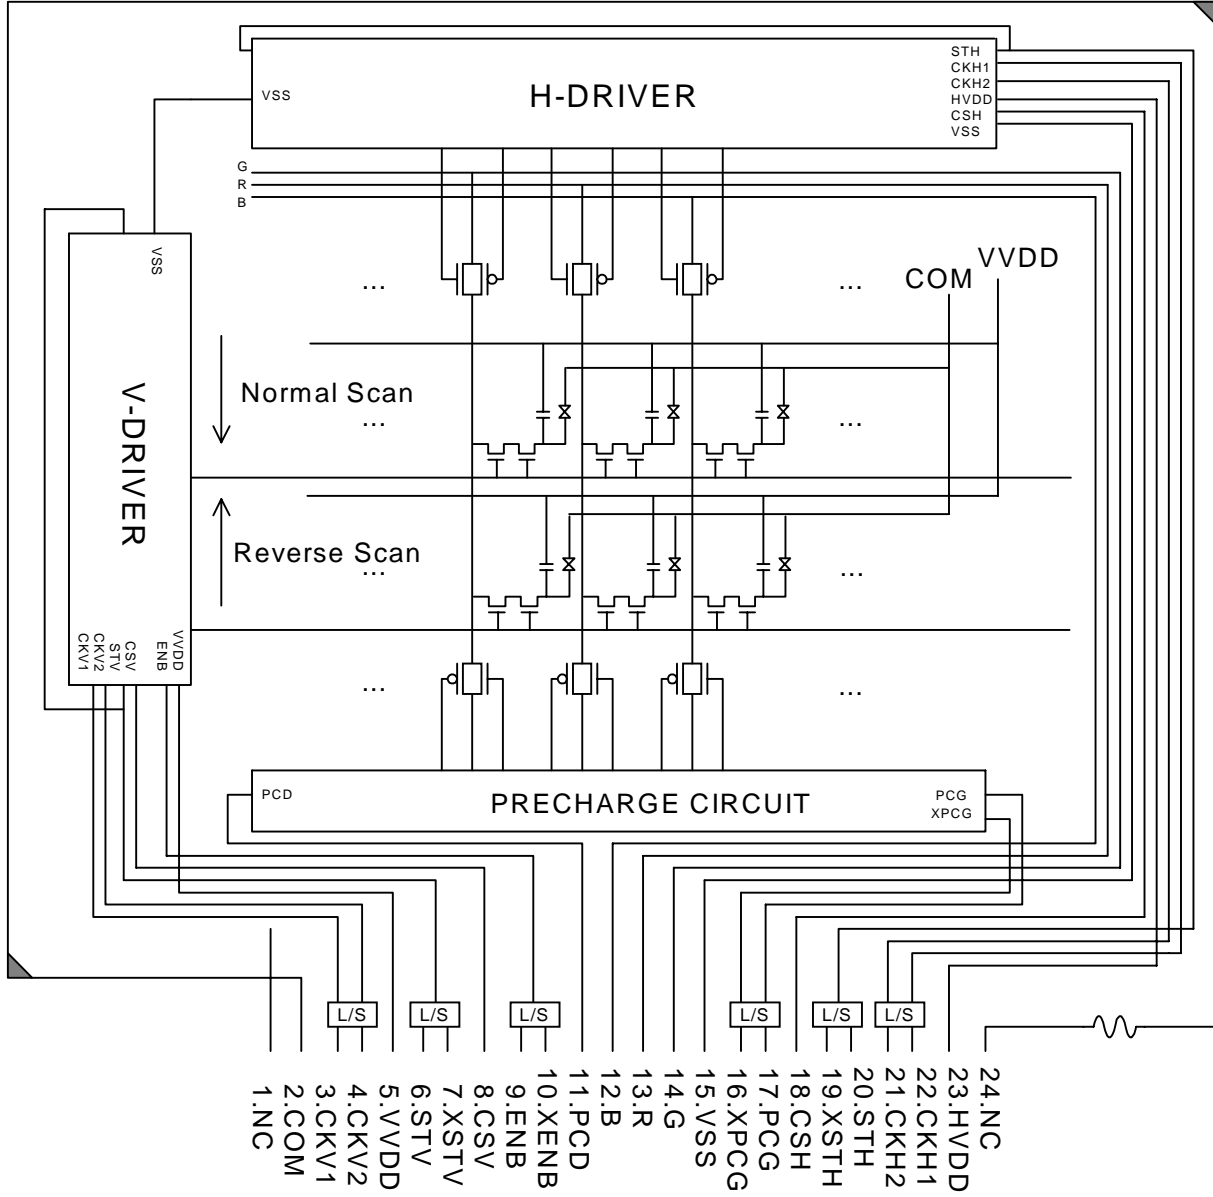 STH
CKH1
CKH2
HVDD
CSH
VSS
VSS
H-DRIVER
G
R
B
VSS
VVDD
COM
...
...
Normal Scan
...
...
V-DRIVER
Reverse Scan
...
...
CKV1
CKV2
STV
CSV
ENB
VVDD
...
...
PCD
PRECHARGE CIRCUIT
PCG
XPCG
L/S
L/S
L/S
L/S
L/S
L/S
1.NC
2.COM
3.CKV1
4.CKV2
5.VVDD
6.STV
7.XSTV
8.CSV
9.ENB
10.XENB
11.PCD
12.B
13.R
14.G
15.VSS
16.XPCG
17.PCG
18.CSH
19.XSTH
20.STH
21.CKH2
22.CKH1
23.HVDD
24.NC